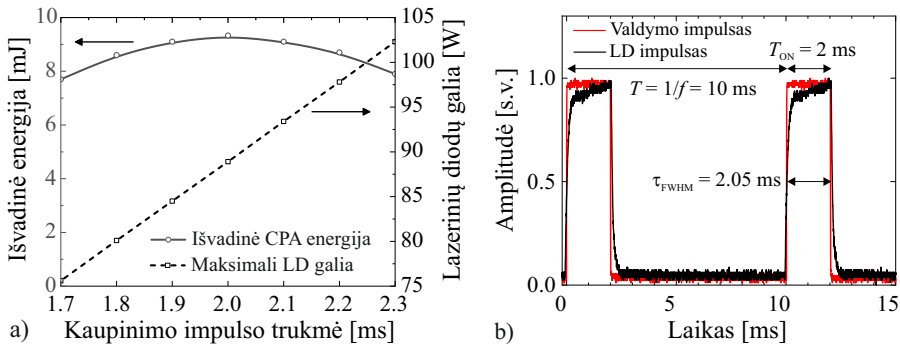 Išvadinė energija [mJ]
10
8
6
4
2
0
105
100
95
90
85
80
75
Lazerinių diodų galia [W]
Išvadinė CPA energija
Maksimali LD galia
1.7 1.8 1.9 2.0 2.1 2.2 2.3
a) Kaupinimo impulso trukmė [ms]
Valdymo impulsas
LD impulsas
T_ON = 2 ms
T = 1/f = 10 ms
τ_FWHM = 2.05 ms
Amplitudė [s.v.]
1.0
0.5
0.0
0 5 10 15
b) Laikas [ms]